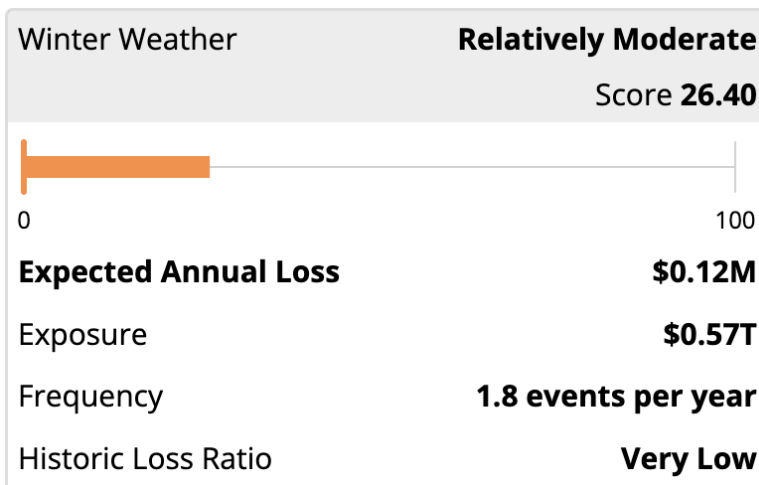 Winter Weather Relatively Moderate
Score 26.40
0 100
Expected Annual Loss $0.12M
Exposure $0.57T
Frequency 1.8 events per year
Historic Loss Ratio Very Low